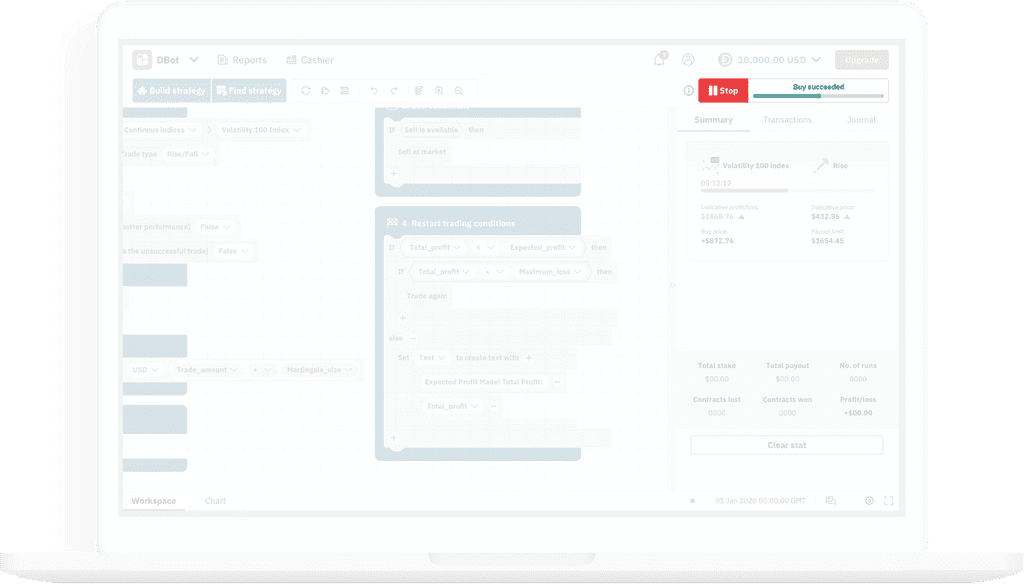 DBot Reports Cashier 10,000.00 USD Upgrade
Build strategy Find strategy Stop Buy succeeded
Summary Transactions Journal
Continous indices Volatility 100 Index
Trade type Rise/Fall
If Sell is available then
Sell at market
better performance) False
s the unsuccessful trade) False
USD Trade_amount + Martingale_size
4. Restart trading conditions
If Total_profit < Expected_profit then
If Total_profit < Maximum_loss then
Trade again
else
Set Text to create text with
Expected Profit Made! Total Profit:
Total_profit
Volatility 100 index Rise
05:32:12
Indicative profit/loss: Indicative price:
$1868.76 $432.86
Buy price: Payout limit:
+$872.76 $1654.45
Total stake Total payout No. of runs
$00.00 $00.00 0000
Contracts lost Contracts won Profit/loss
0000 0000 +$00.00
Clear stat
Workspace Chart 01 Jan 2020 00:00:00 GMT